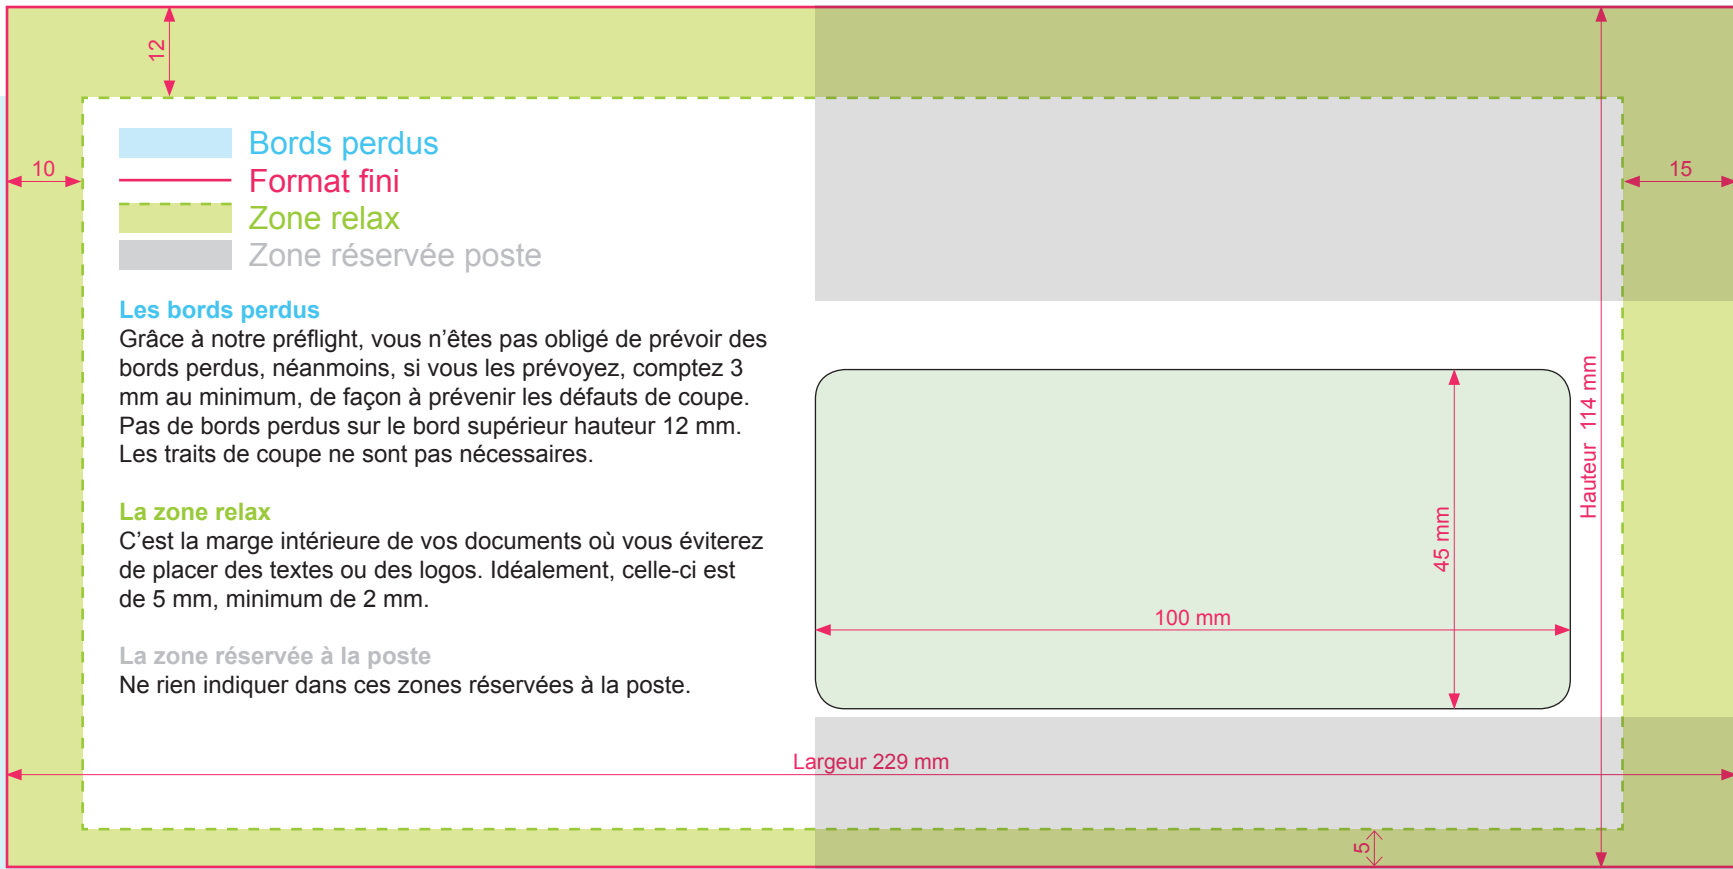 12
10
15
Bords perdus
Format fini
Zone relax
Zone réservée poste
Les bords perdus
Grâce à notre préflight, vous n’êtes pas obligé de prévoir des
bords perdus, néanmoins, si vous les prévoyez, comptez 3
mm au minimum, de façon à prévenir les défauts de coupe.
Pas de bords perdus sur le bord supérieur hauteur 12 mm.
Les traits de coupe ne sont pas nécessaires.
La zone relax
C’est la marge intérieure de vos documents où vous éviterez
de placer des textes ou des logos. Idéalement, celle-ci est
de 5 mm, minimum de 2 mm.
La zone réservée à la poste
Ne rien indiquer dans ces zones réservées à la poste.
Hauteur 114 mm
45 mm
100 mm
Largeur 229 mm
5